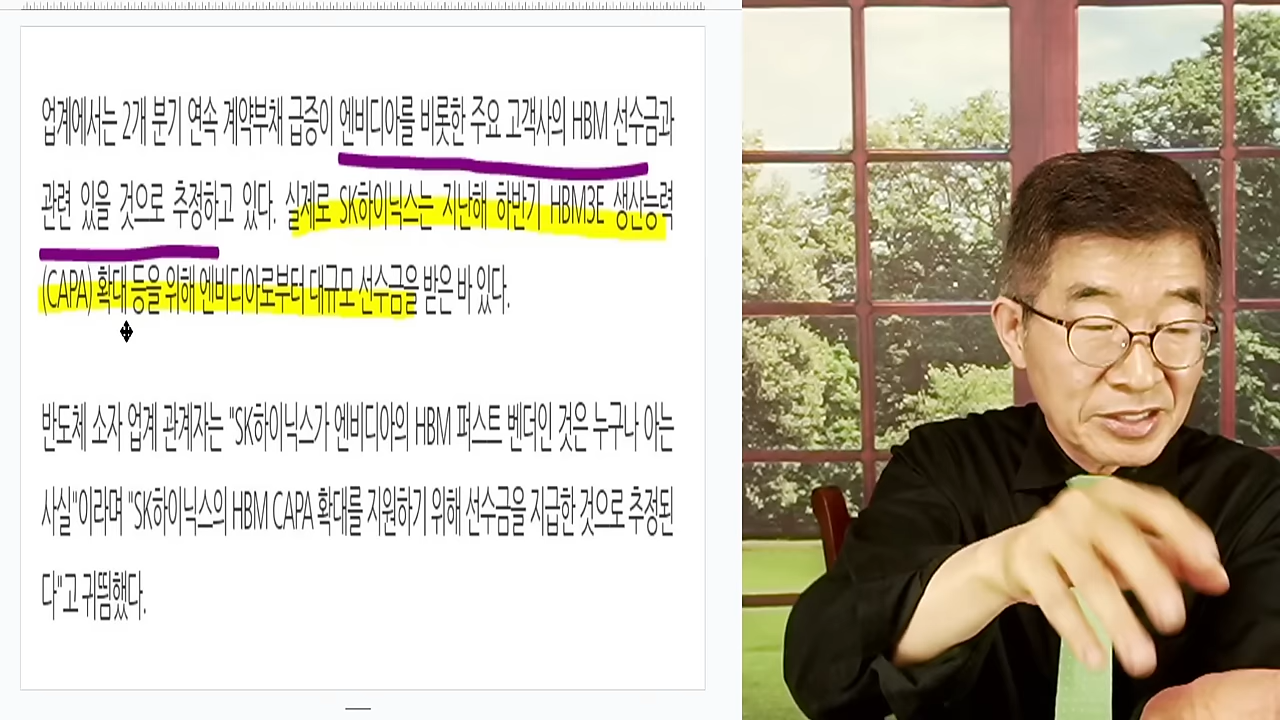 업계에서는 2개 분기 연속 계약부채 급증이 엔비디아를 비롯한 주요 고객사의 HBM 선수금과
관련 있을 것으로 추정하고 있다. 실제로 SK하이닉스는 지난해 하반기 HBM3E 생산능력
(CAPA) 확대 등을 위해 엔비디아로부터 대규모 선수금을 받은 바 있다.
반도체 소자 업계 관계자는 "SK하이닉스가 엔비디아의 HBM 퍼스트 벤더인 것은 누구나 아는
사실"이라며 "SK하이닉스의 HBM CAPA 확대를 지원하기 위해 선수금을 지급한 것으로 추정된
다"고 귀띔했다.